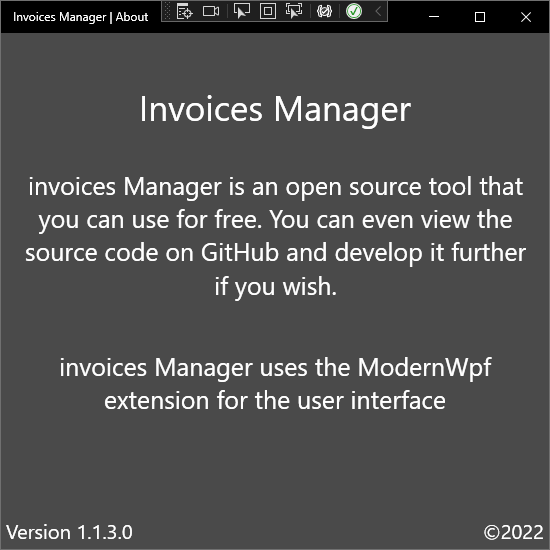 Invoices Manager | About
Invoices Manager
invoices Manager is an open source tool that
you can use for free. You can even view the
source code on GitHub and develop it further
if you wish.
invoices Manager uses the ModernWpf
extension for the user interface
Version 1.1.3.0
©2022